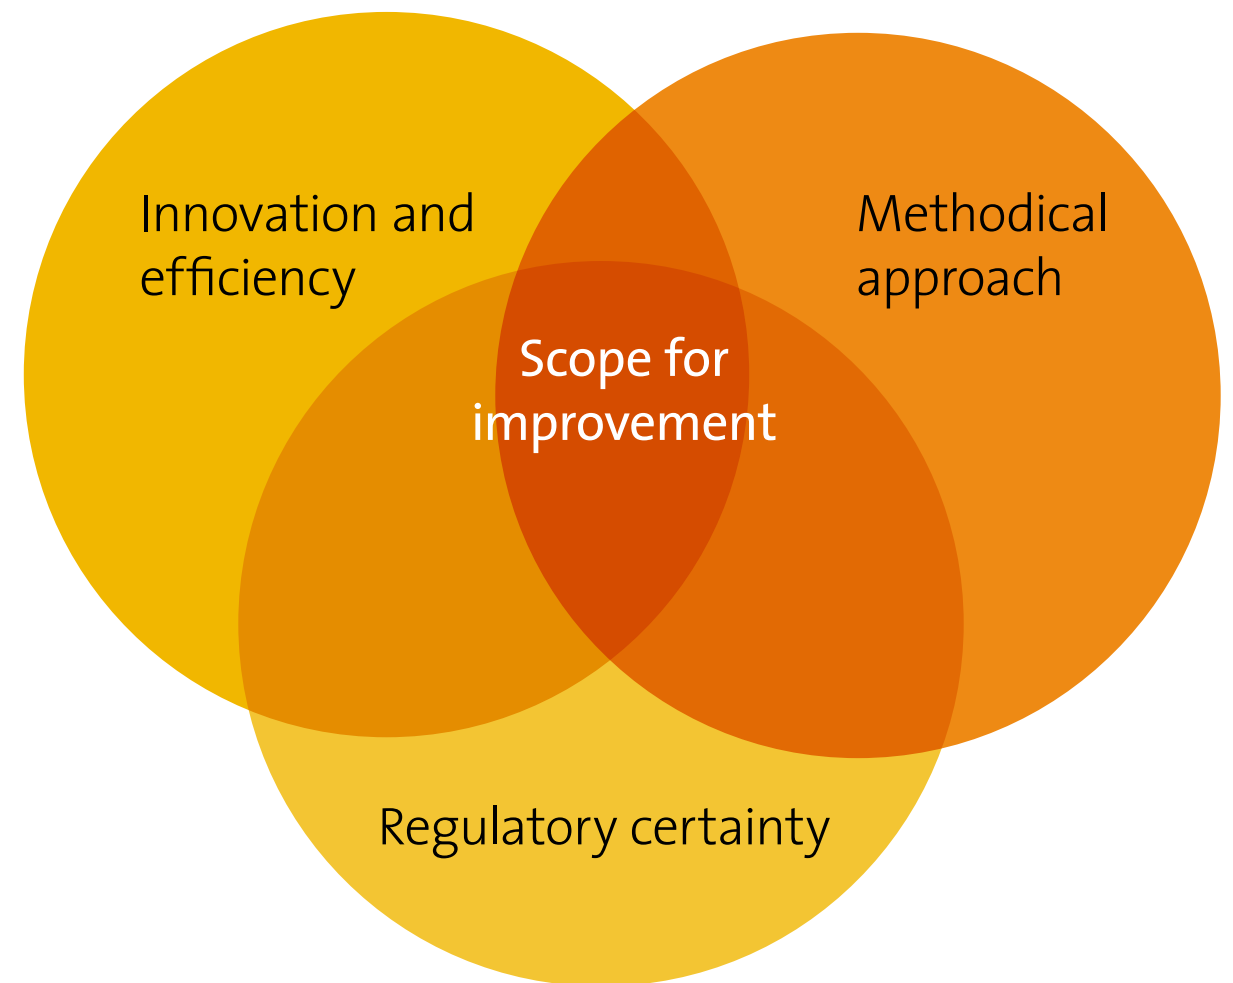 Innovation and
efficiency
Methodical
approach
Scope for
improvement
Regulatory certainty